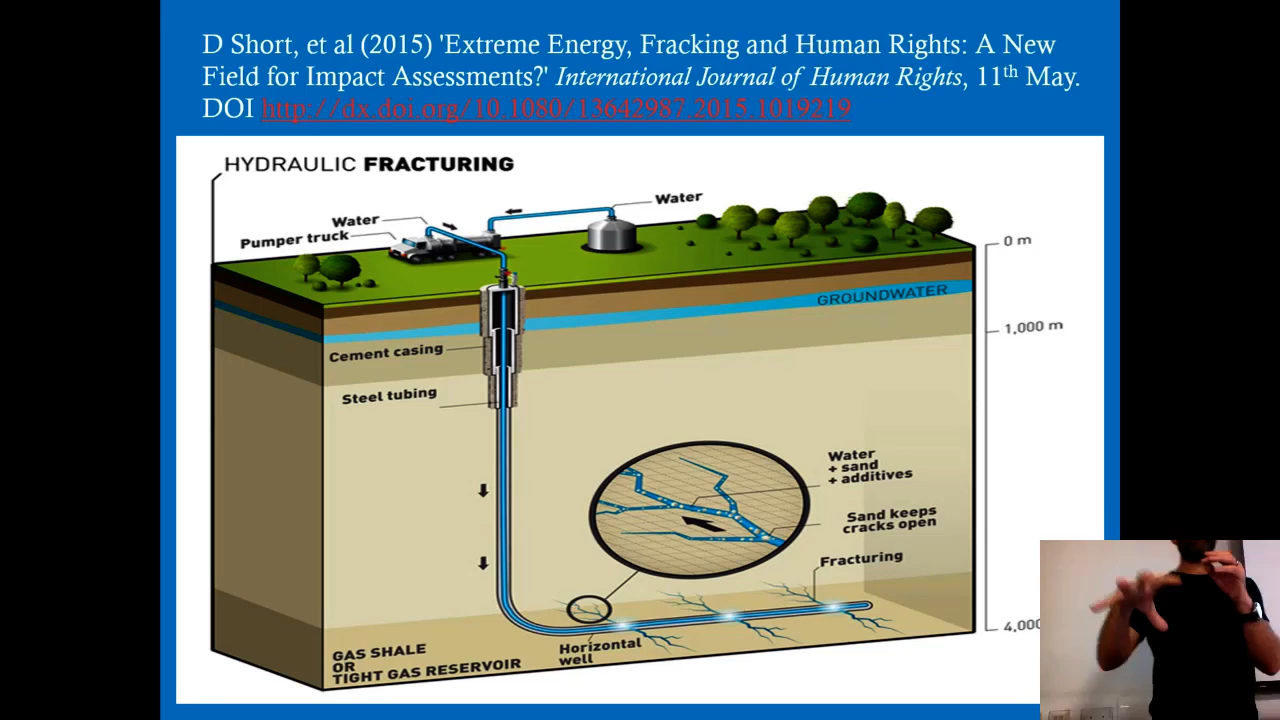 D Short, et al (2015) 'Extreme Energy, Fracking and Human Rights: A New
Field for Impact Assessments?' International Journal of Human Rights, 11th May.
DOI http://dx.doi.org/10.1080/13642987.2015.1019219
HYDRAULIC FRACTURING
Water
Water
Pumper truck
0 m
GROUNDWATER
1,000 m
Cement casing
Steel tubing
Water
+ sand
+ additives
Sand keeps
cracks open
Fracturing
4,000
Horizontal
well
GAS SHALE
OR
TIGHT GAS RESERVOIR